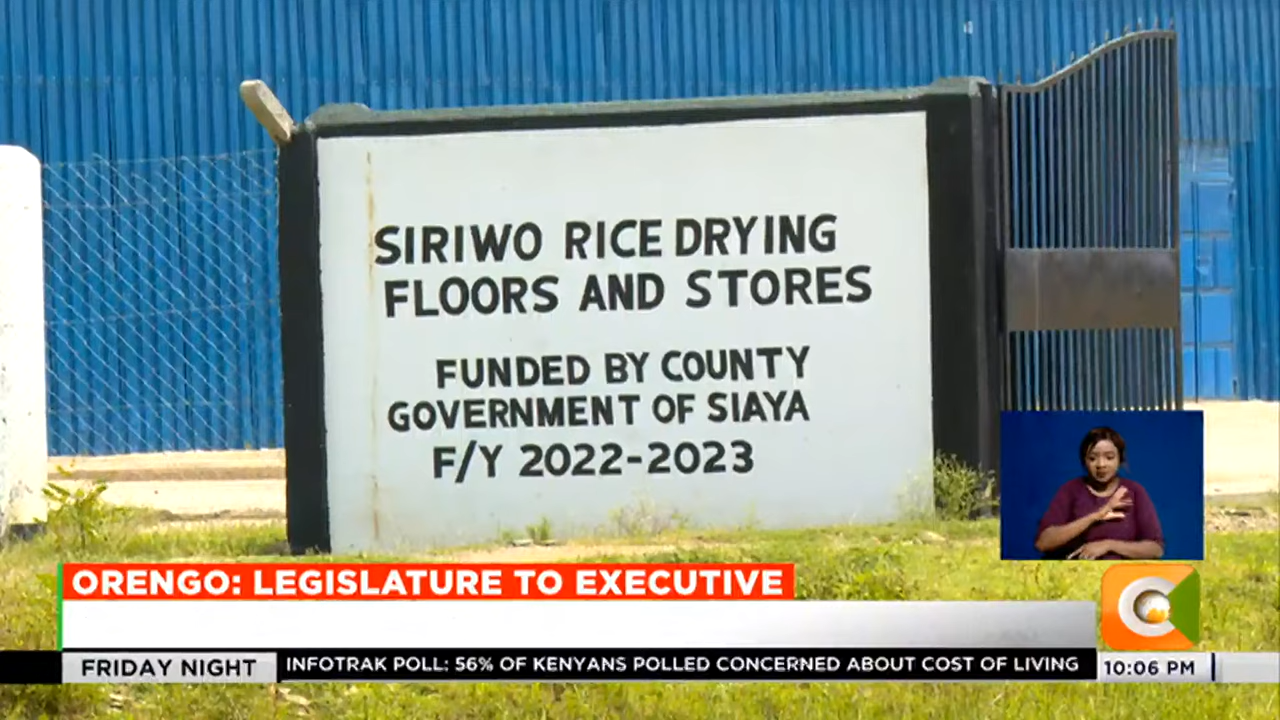 SIRIWO RICE DRYING
FLOORS AND STORES
FUNDED BY COUNTY
GOVERNMENT OF SIAYA
F/Y 2022-2023
ORENGO: LEGISLATURE TO EXECUTIVE
FRIDAY NIGHT
INFOTRAK POLL: 56% OF KENYANS POLLED CONCERNED ABOUT COST OF LIVING
10:06 PM